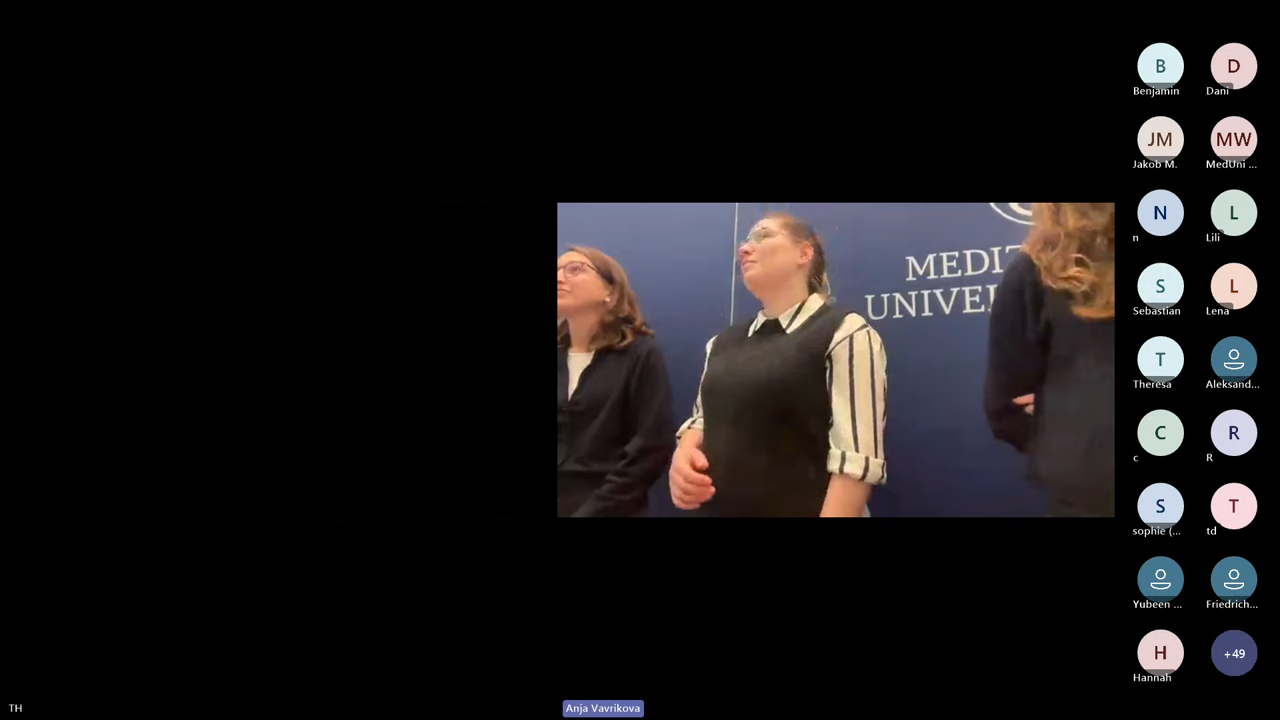 B
D
Benjamin
Dani
JM
MW
Jakob M.
MedUni ...
N
L
n
Lili
MEDIZ
UNIVE
S
L
Sebastian
Lena
T
Theresa
Aleksand...
C
R
c
R
S
T
sophie (...
td
Yubeen ...
Friedrich...
H
+49
Hannah
TH
Anja Vavrikova